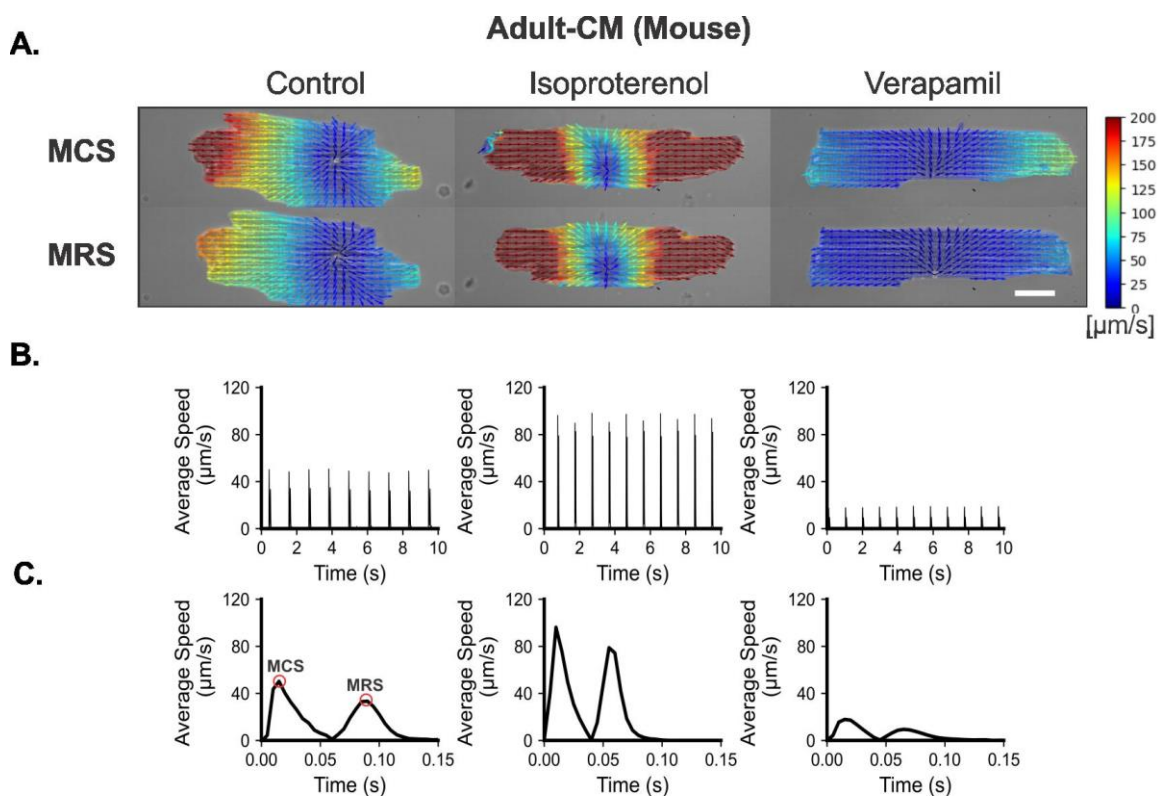 Adult-CM (Mouse)
A.
Control Isoproterenol Verapamil
MCS
MRS
200
175
150
125
100
75
50
25
0
[µm/s]
B.
Average Speed (µm/s) 120 80 40 0
0 2 4 6 8 10
Time (s)
Average Speed (µm/s) 120 80 40 0
0 2 4 6 8 10
Time (s)
Average Speed (µm/s) 120 80 40 0
0 2 4 6 8 10
Time (s)
C.
Average Speed (µm/s) 120 80 40 0
MCS
MRS
0.00 0.05 0.10 0.15
Time (s)
Average Speed (µm/s) 120 80 40 0
0.00 0.05 0.10 0.15
Time (s)
Average Speed (µm/s) 120 80 40 0
0.00 0.05 0.10 0.15
Time (s)